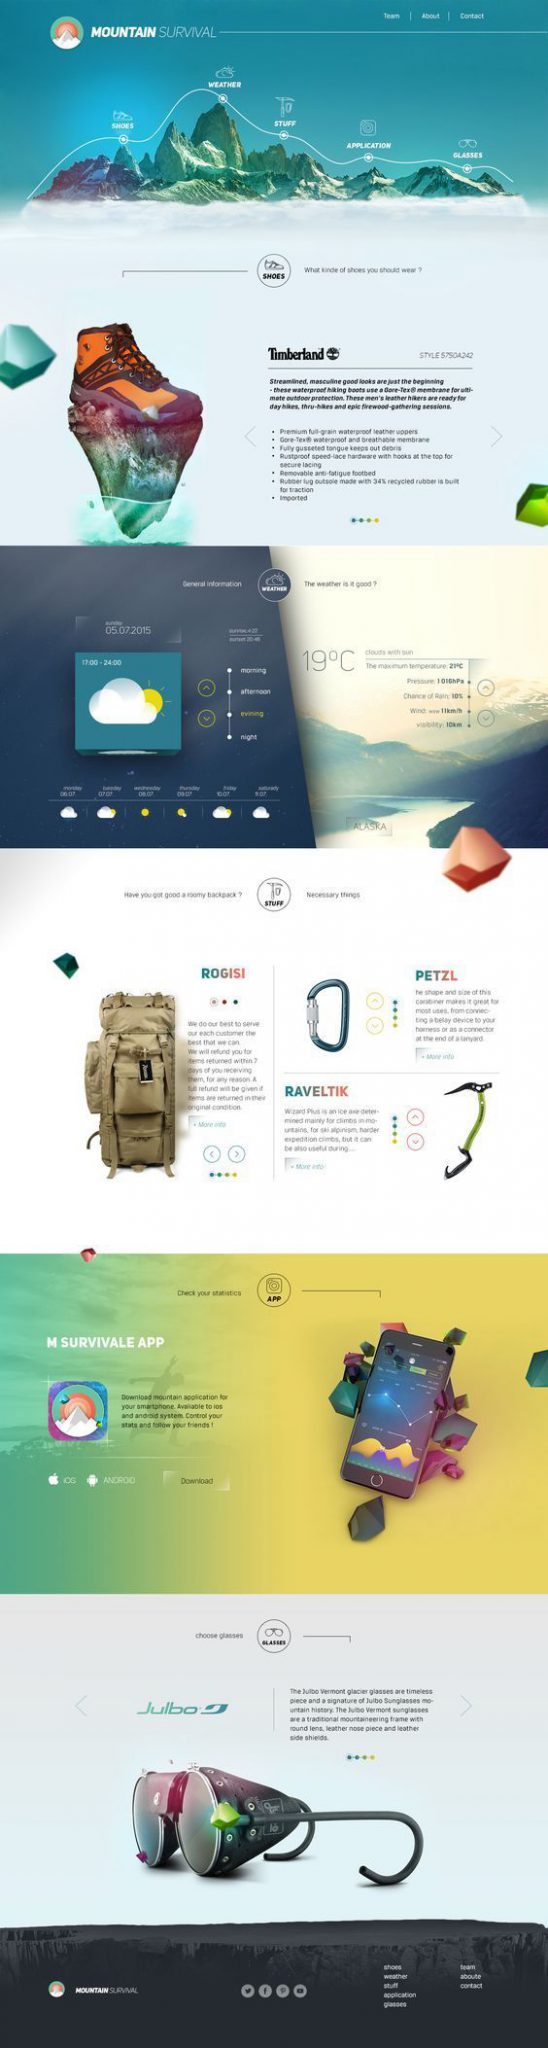 MOUNTAIN SURVIVAL
Team | About | Contact
WEATHER
SHOES
STUFF
APPLICATION
GLASSES
SHOES
What kinde of shoes you should wear ?
Timberland
STYLE 5750A242
Streamlined, masculine good looks are just the beginning
- these waterproof hiking boots use a Gore-Tex® membrane for ulti-
mate outdoor protection. These men's leather hikers are ready for
day hikes, thru-hikes and epic firewood-gathering sessions.
• Premium full-grain waterproof leather uppers
• Gore-Tex® waterproof and breathable membrane
• Fully gusseted tongue keeps out debris
• Rustproof speed-lace hardware with hooks at the top for
secure lacing
• Removable anti-fatigue footbed
• Rubber lug outsole made with 34% recycled rubber is built
for traction
• Imported
General information
WEATHER
The weather is it good ?
sunday
05.07.2015
sunrise 4:22
sunset 20:46
17:00 - 24:00
morning
afternoon
evining
night
monday
06.07
tuesday
07.07
wednesday
08.07
thursday
09.07
friday
10.07
saturady
11.07
19°C
clouds with sun
The maximum temperature: 21°C
Pressure: 1 016hPa
Chance of Rain: 10%
Wind: wsw 11km/h
visibility: 10km
ALASKA
Have you got good a roomy backpack ?
STUFF
Necessary things
ROGISI
We do our best to serve
our each customer the
best that we can.
We will refund you for
items returned within 7
days of you receiving
them, for any reason. A
full refund will be given if
items are returned in their
original condition.
+ More info
PETZL
he shape and size of this
carabiner makes it great for
most uses, from connec-
ting a belay device to your
harness or as a connector
at the end of a lanyard.
+ More info
RAVELTIK
Wizard Plus is an ice axe deter-
mined mainly for climbs in mo-
untains, for ski alpinism, harder
expedition climbs, but it can
be also useful during ...
+ More info
Check your statistics
APP
M SURVIVALE APP
Download mountain application for
your smartphone. Available to ios
and android system. Control your
stats and follow your friends !
iOS
ANDROID
Download
choose glasses
GLASSES
Julbo
The Julbo Vermont glacier glasses are timeless
piece and a signature of Julbo Sunglasses mo-
untain history. The Julbo Vermont sunglasses
are a traditional mountaineering frame with
round lens, leather nose piece and leather
side shields.
MOUNTAIN SURVIVAL
shoes
weather
stuff
application
glasses
team
aboute
contact